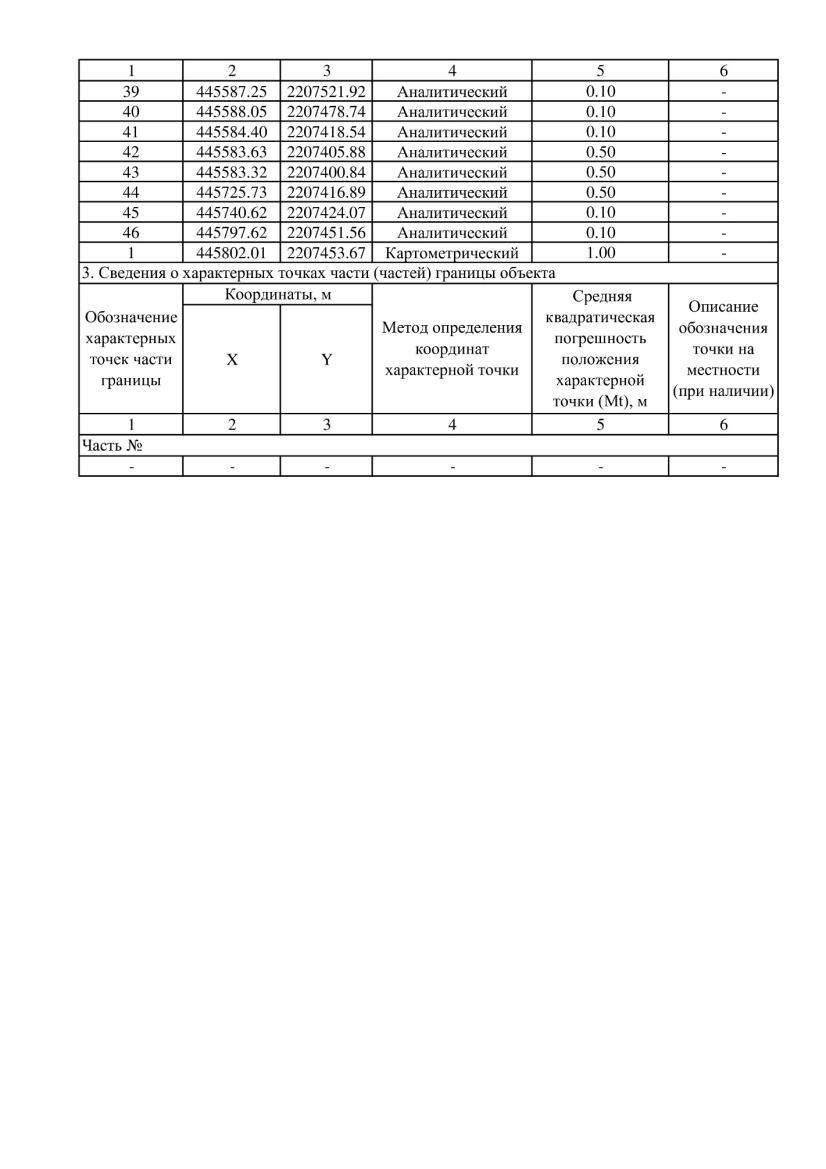 1 2 3 4 5 6
39 445587.25 2207521.92 Аналитический 0.10 -
40 445588.05 2207478.74 Аналитический 0.10 -
41 445584.40 2207418.54 Аналитический 0.10 -
42 445583.63 2207405.88 Аналитический 0.50 -
43 445583.32 2207400.84 Аналитический 0.50 -
44 445725.73 2207416.89 Аналитический 0.50 -
45 445740.62 2207424.07 Аналитический 0.10 -
46 445797.62 2207451.56 Аналитический 0.10 -
1 445802.01 2207453.67 Картометрический 1.00 -
3. Сведения о характерных точках части (частей) границы объекта
Обозначение
характерных
точек части
границы
Координаты, м
X Y
Метод определения
координат
характерной точки
Средняя
квадратическая
погрешность
положения
характерной
точки (Mt), м
Описание
обозначения
точки на
местности
(при наличии)
1 2 3 4 5 6
Часть №
- - - - - -